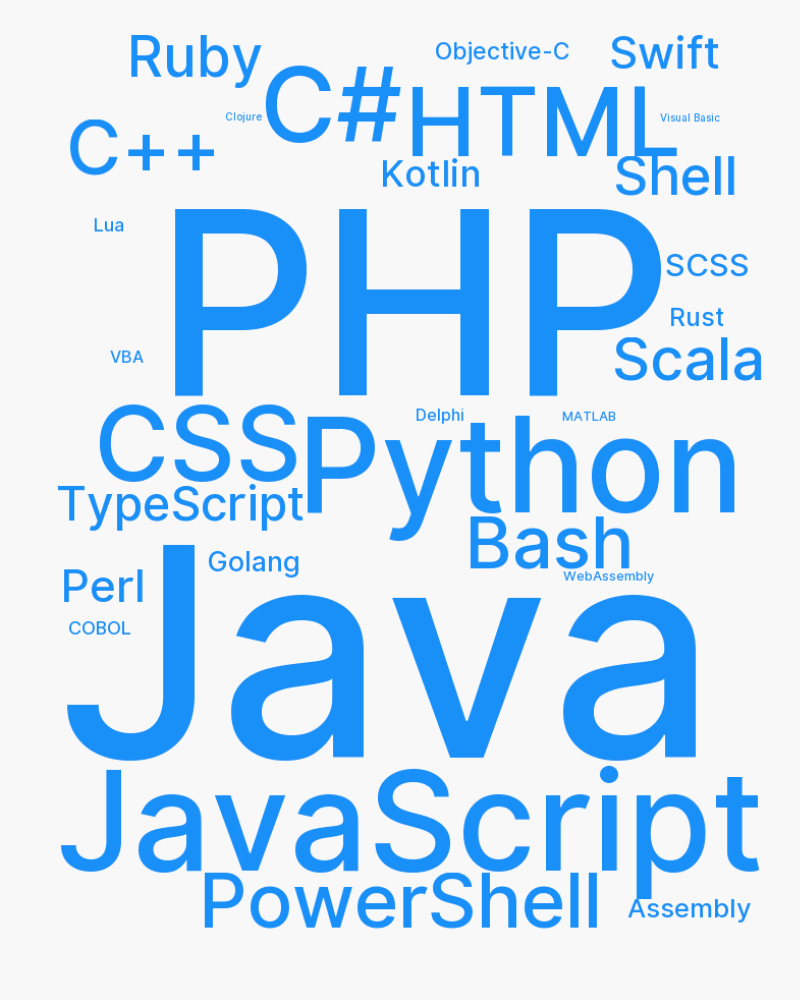 Ruby
Objective-C
Swift
C#
HTML
Clojure
Visual Basic
C++
Kotlin
Shell
Lua
PHP
SCSS
Rust
VBA
Scala
CSS
Delphi
MATLAB
Python
TypeScript
Bash
Golang
WebAssembly
Perl
COBOL
Java
JavaScript
PowerShell
Assembly